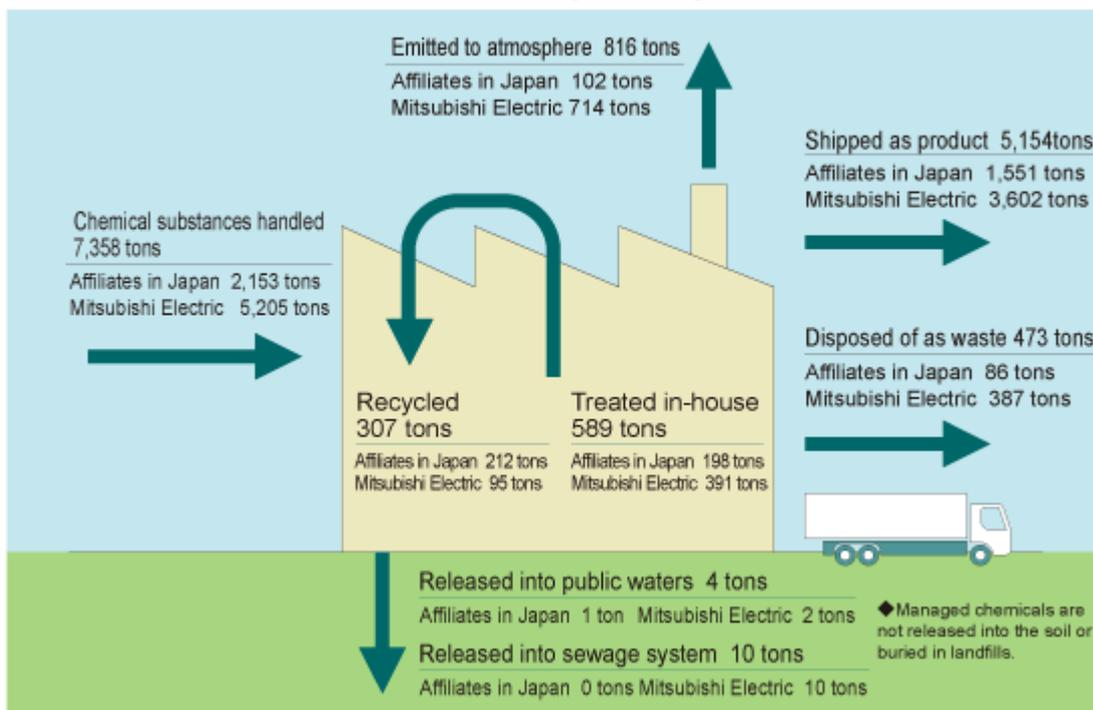 Emitted to atmosphere 816 tons
Affiliates in Japan 102 tons
Mitsubishi Electric 714 tons
Shipped as product 5,154tons
Affiliates in Japan 1,551 tons
Mitsubishi Electric 3,602 tons
Chemical substances handled
7,358 tons
Affiliates in Japan 2,153 tons
Mitsubishi Electric 5,205 tons
Disposed of as waste 473 tons
Affiliates in Japan 86 tons
Mitsubishi Electric 387 tons
Recycled
307 tons
Affiliates in Japan 212 tons
Mitsubishi Electric 95 tons
Treated in-house
589 tons
Affiliates in Japan 198 tons
Mitsubishi Electric 391 tons
Released into public waters 4 tons
Affiliates in Japan 1 ton Mitsubishi Electric 2 tons
Released into sewage system 10 tons
Affiliates in Japan 0 tons Mitsubishi Electric 10 tons
◆Managed chemicals are
not released into the soil or
buried in landfills.